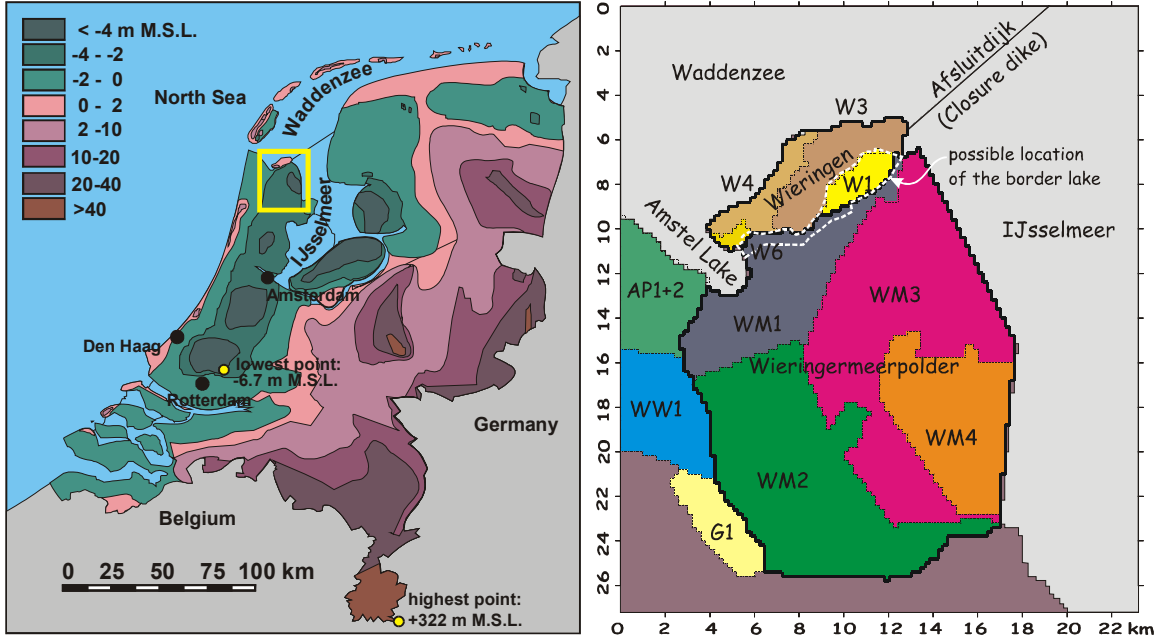 < -4 m M.S.L.
-4 - -2
-2 - 0
0 - 2
2 -10
10-20
20-40
>40
North Sea
Waddenzee
IJsselmeer
Amsterdam
Den Haag
lowest point:
-6.7 m M.S.L.
Rotterdam
Germany
Belgium
0 25 50 75 100 km
highest point:
+322 m M.S.L.
0
2
4
6
8
10
12
14
16
18
20
22
24
26
Waddenzee
Afsluitdijk
(Closure dike)
W3
possible location
of the border lake
Wieringen
W1
W4
Amstel Lake
W6
IJsselmeer
AP1+2
WM3
WM1
Wieringermeerpolder
WW1
WM4
WM2
G1
0 2 4 6 8 10 12 14 16 18 20 22 km